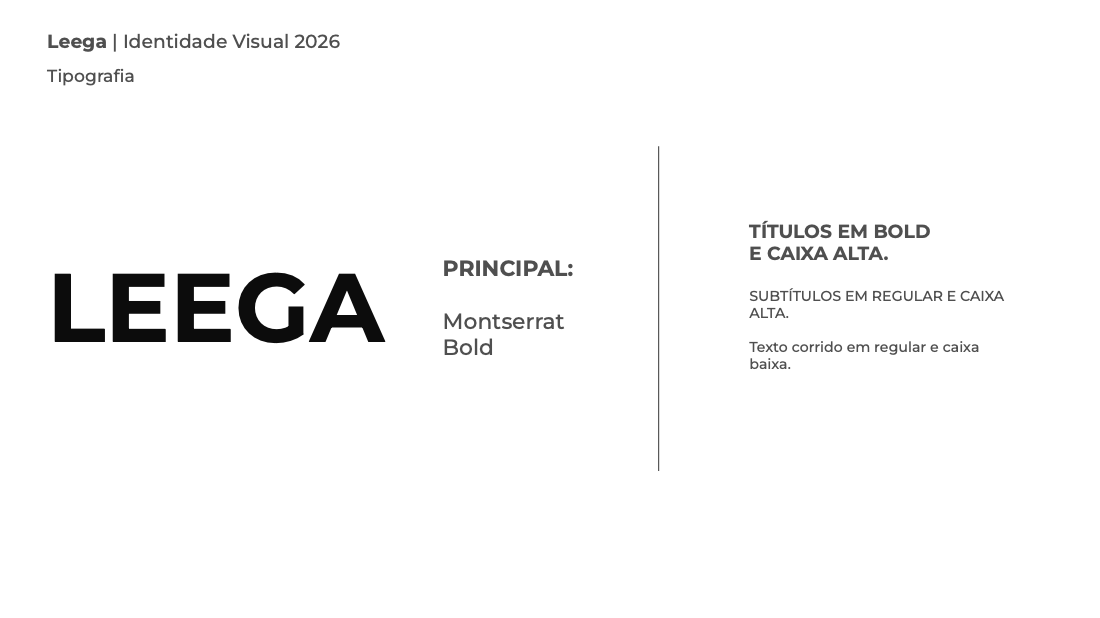 Leega | Identidade Visual 2026
Tipografia
LEEGA
PRINCIPAL:
Montserrat
Bold
TÍTULOS EM BOLD
E CAIXA ALTA.
SUBTÍTULOS EM REGULAR E CAIXA
ALTA.
Texto corrido em regular e caixa
baixa.